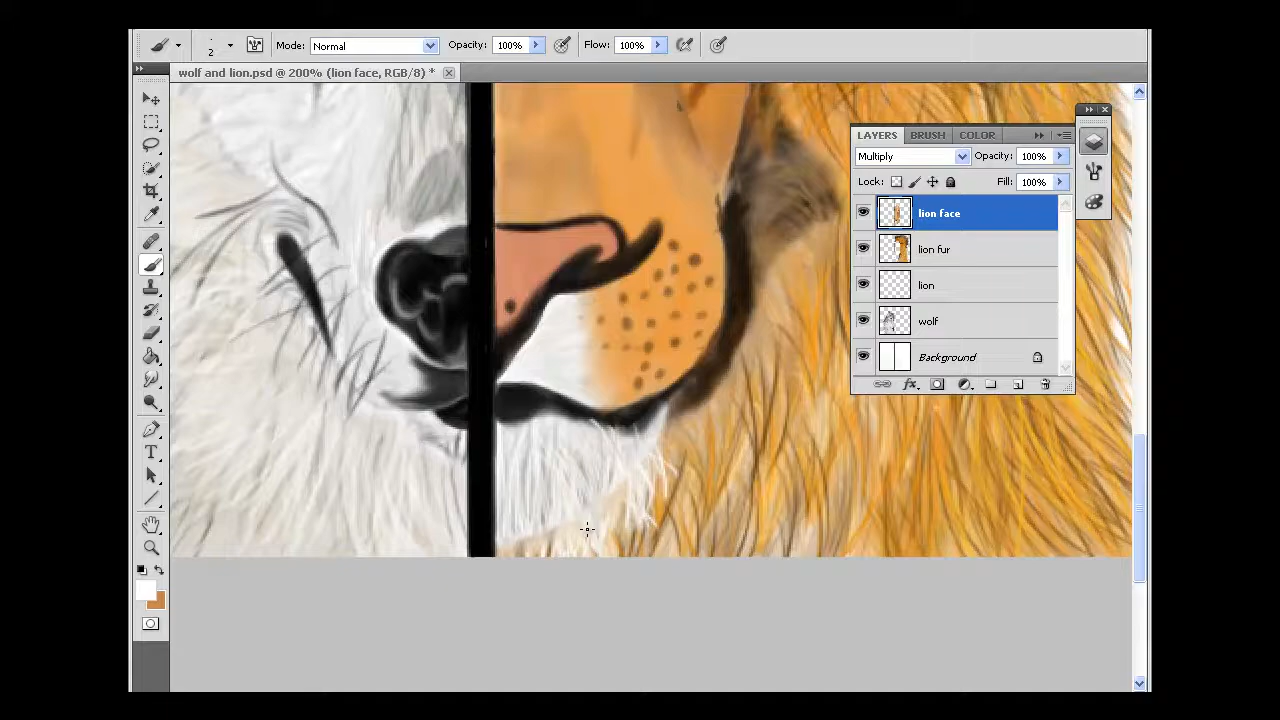 2 Mode: Normal Opacity: 100% Flow: 100%
wolf and lion.psd @ 200% (lion face, RGB/8) *
LAYERS BRUSH COLOR
Multiply Opacity: 100%
Lock: Fill: 100%
lion face
lion fur
lion
wolf
Background